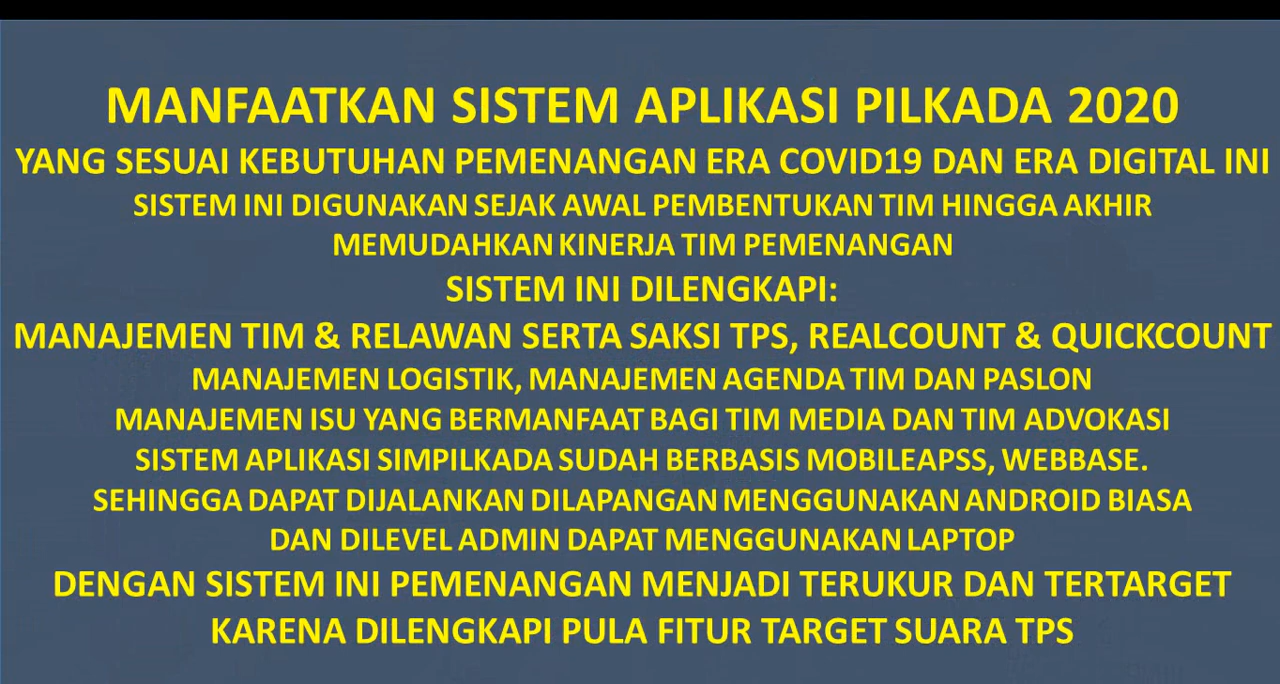 MANFAATKAN SISTEM APLIKASI PILKADA 2020
YANG SESUAI KEBUTUHAN PEMENANGAN ERA COVID19 DAN ERA DIGITAL INI
SISTEM INI DIGUNAKAN SEJAK AWAL PEMBENTUKAN TIM HINGGA AKHIR
MEMUDAHKAN KINERJA TIM PEMENANGAN
SISTEM INI DILENGKAPI:
MANAJEMEN TIM & RELAWAN SERTA SAKSI TPS, REALCOUNT & QUICKCOUNT
MANAJEMEN LOGISTIK, MANAJEMEN AGENDA TIM DAN PASLON
MANAJEMEN ISU YANG BERMANFAAT BAGI TIM MEDIA DAN TIM ADVOKASI
SISTEM APLIKASI SIMPILKADA SUDAH BERBASIS MOBILEAPSS, WEBBASE.
SEHINGGA DAPAT DIJALANKAN DILAPANGAN MENGGUNAKAN ANDROID BIASA
DAN DILEVEL ADMIN DAPAT MENGGUNAKAN LAPTOP
DENGAN SISTEM INI PEMENANGAN MENJADI TERUKUR DAN TERTARGET
KARENA DILENGKAPI PULA FITUR TARGET SUARA TPS